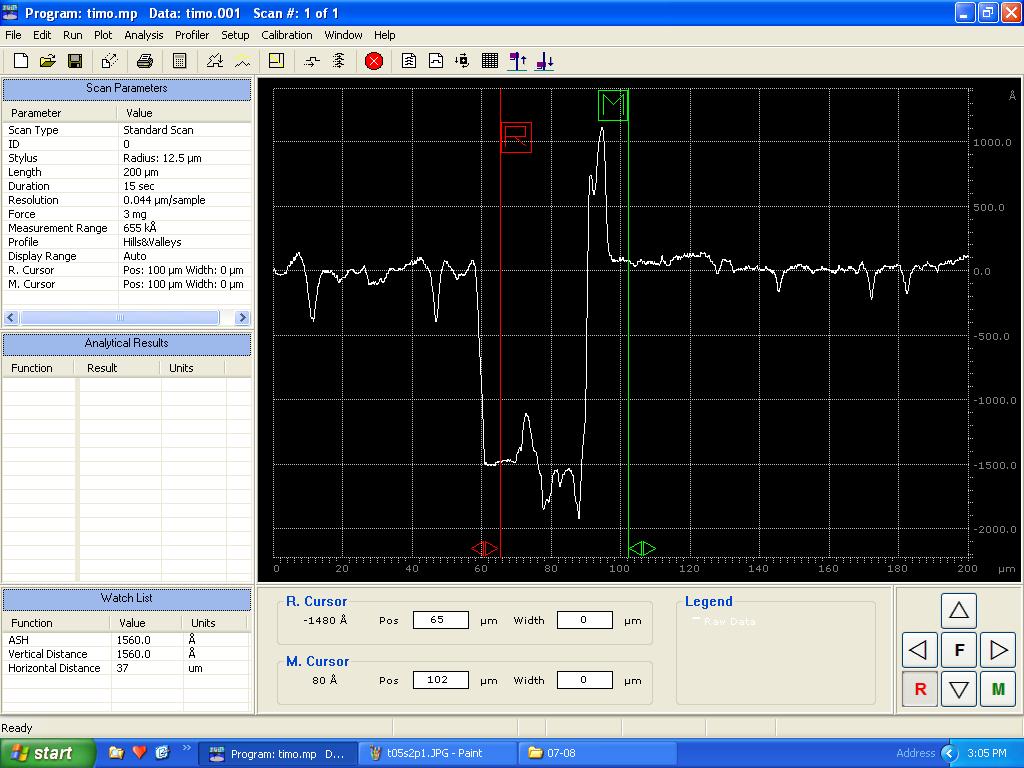 Program: timo.mp   Data: timo.001   Scan #: 1 of 1
File Edit Run Plot Analysis Profiler Setup Calibration Window Help
Scan Parameters
Parameter Value
Scan Type Standard Scan
ID 0
Stylus Radius: 12.5 µm
Length 200 µm
Duration 15 sec
Resolution 0.044 µm/sample
Force 3 mg
Measurement Range 655 kÅ
Profile Hills&Valleys
Display Range Auto
R. Cursor Pos: 100 µm Width: 0 µm
M. Cursor Pos: 100 µm Width: 0 µm
Analytical Results
Function Result Units
Watch List
Function Value Units
ASH 1560.0 Å
Vertical Distance 1560.0 Å
Horizontal Distance 37 um
R
M
Å
1000.0
500.0
0.0
-500.0
-1000.0
-1500.0
-2000.0
0 20 40 60 80 100 120 140 160 180 200 µm
R. Cursor
-1480 Å Pos 65 µm Width 0 µm
M. Cursor
80 Å Pos 102 µm Width 0 µm
Legend
Raw Data
F
R M
Ready
start
Program: timo.mp D...
t05s2p1.JPG - Paint
07-08
Address
3:05 PM